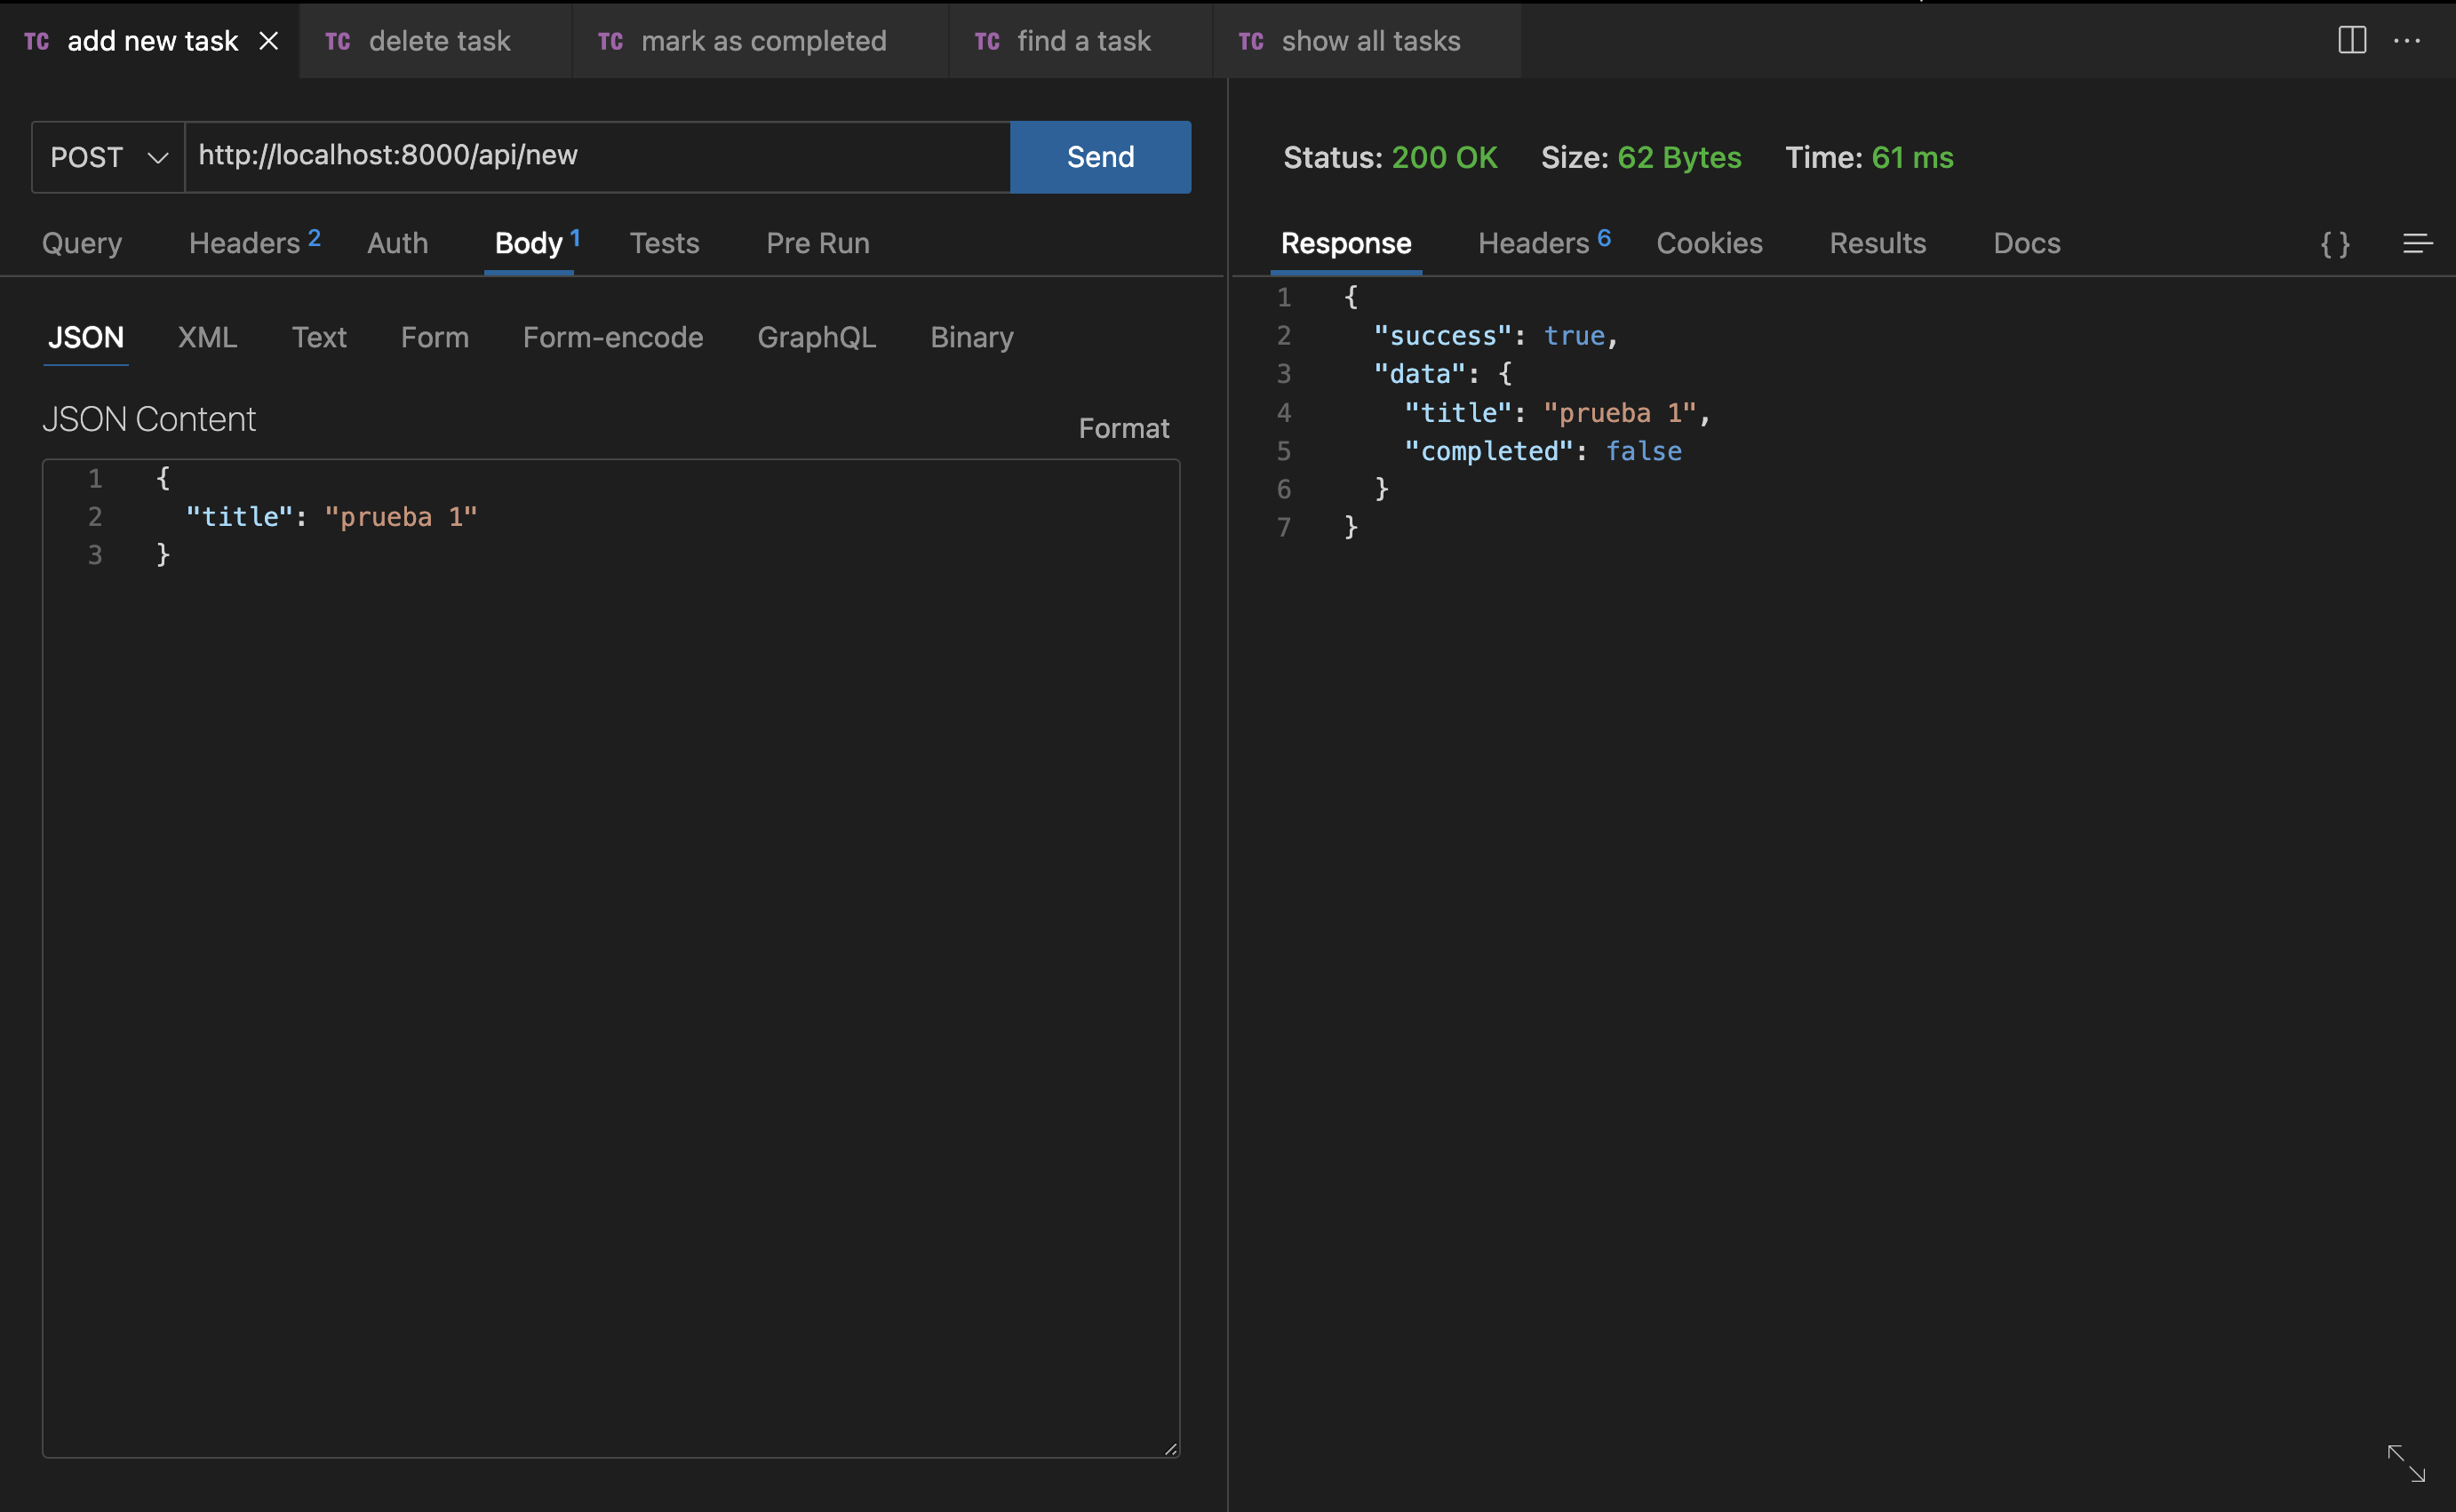 TC add new task TC delete task TC mark as completed TC find a task TC show all tasks
POST http://localhost:8000/api/new Send
Query Headers 2 Auth Body 1 Tests Pre Run
JSON XML Text Form Form-encode GraphQL Binary
JSON Content
Format
1 {
2 "title": "prueba 1"
3 }
Status: 200 OK Size: 62 Bytes Time: 61 ms
Response Headers 6 Cookies Results Docs { }
1 {
2 "success": true,
3 "data": {
4 "title": "prueba 1",
5 "completed": false
6 }
7 }